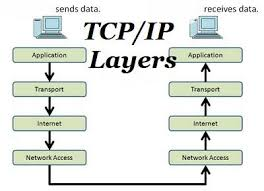 sends data.
receives data.
TCP/IP
Layers
Application
Application
Transport
Transport
Internet
Internet
Network Access
Network Access